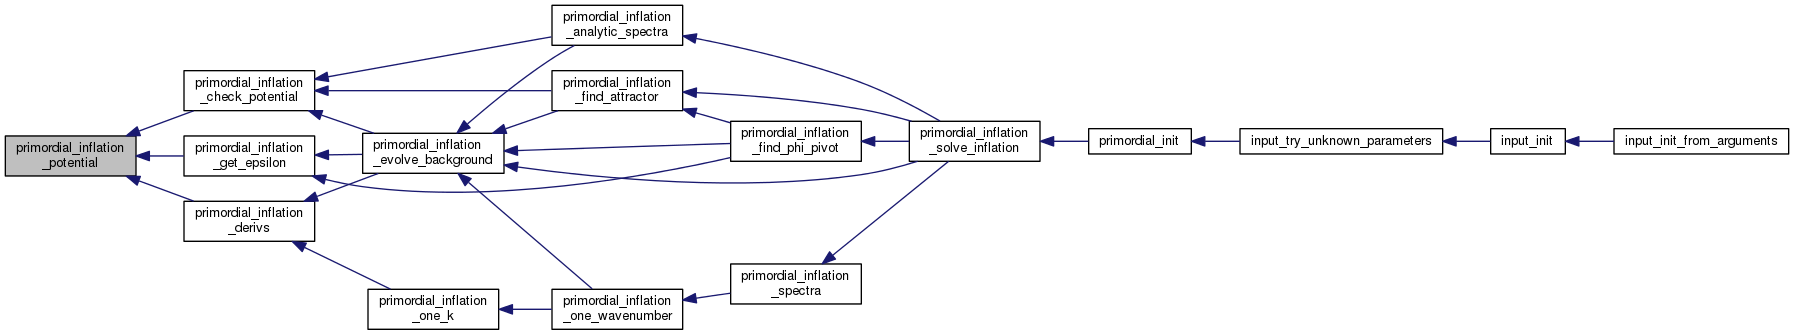 primordial_inflation
_potential
primordial_inflation
_check_potential
primordial_inflation
_get_epsilon
primordial_inflation
_derivs
primordial_inflation
_evolve_background
primordial_inflation
_one_k
primordial_inflation
_analytic_spectra
primordial_inflation
_find_attractor
primordial_inflation
_one_wavenumber
primordial_inflation
_find_phi_pivot
primordial_inflation
_spectra
primordial_inflation
_solve_inflation
primordial_init
input_try_unknown_parameters
input_init
input_init_from_arguments